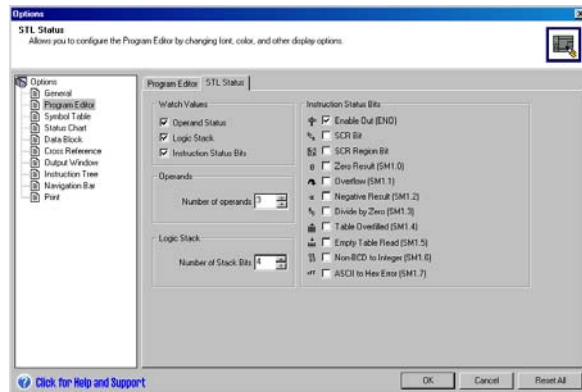 Options
STL Status
Allows you to configure the Program Editor by changing font, color, and other display options.
Options
General
Program Editor
Symbol Table
Status Chart
Data Block
Cross Reference
Output Window
Instruction Tree
Navigation Bar
Print
Program Editor
STL Status
Watch Values
Operand Status
Logic Stack
Instruction Status Bits
Operands
Number of operands 3
Logic Stack
Number of Stack Bits 4
Instruction Status Bits
Enable Out (ENO)
SCR Bit
SCR Region Bit
Zero Result (SM1.0)
Overflow (SM1.1)
Negative Result (SM1.2)
Divide by Zero (SM1.3)
Table Overfilled (SM1.4)
Empty Table Read (SM1.5)
Non-BCD to Integer (SM1.6)
ASCII to Hex Error (SM1.7)
Click for Help and Support
OK
Cancel
Reset All